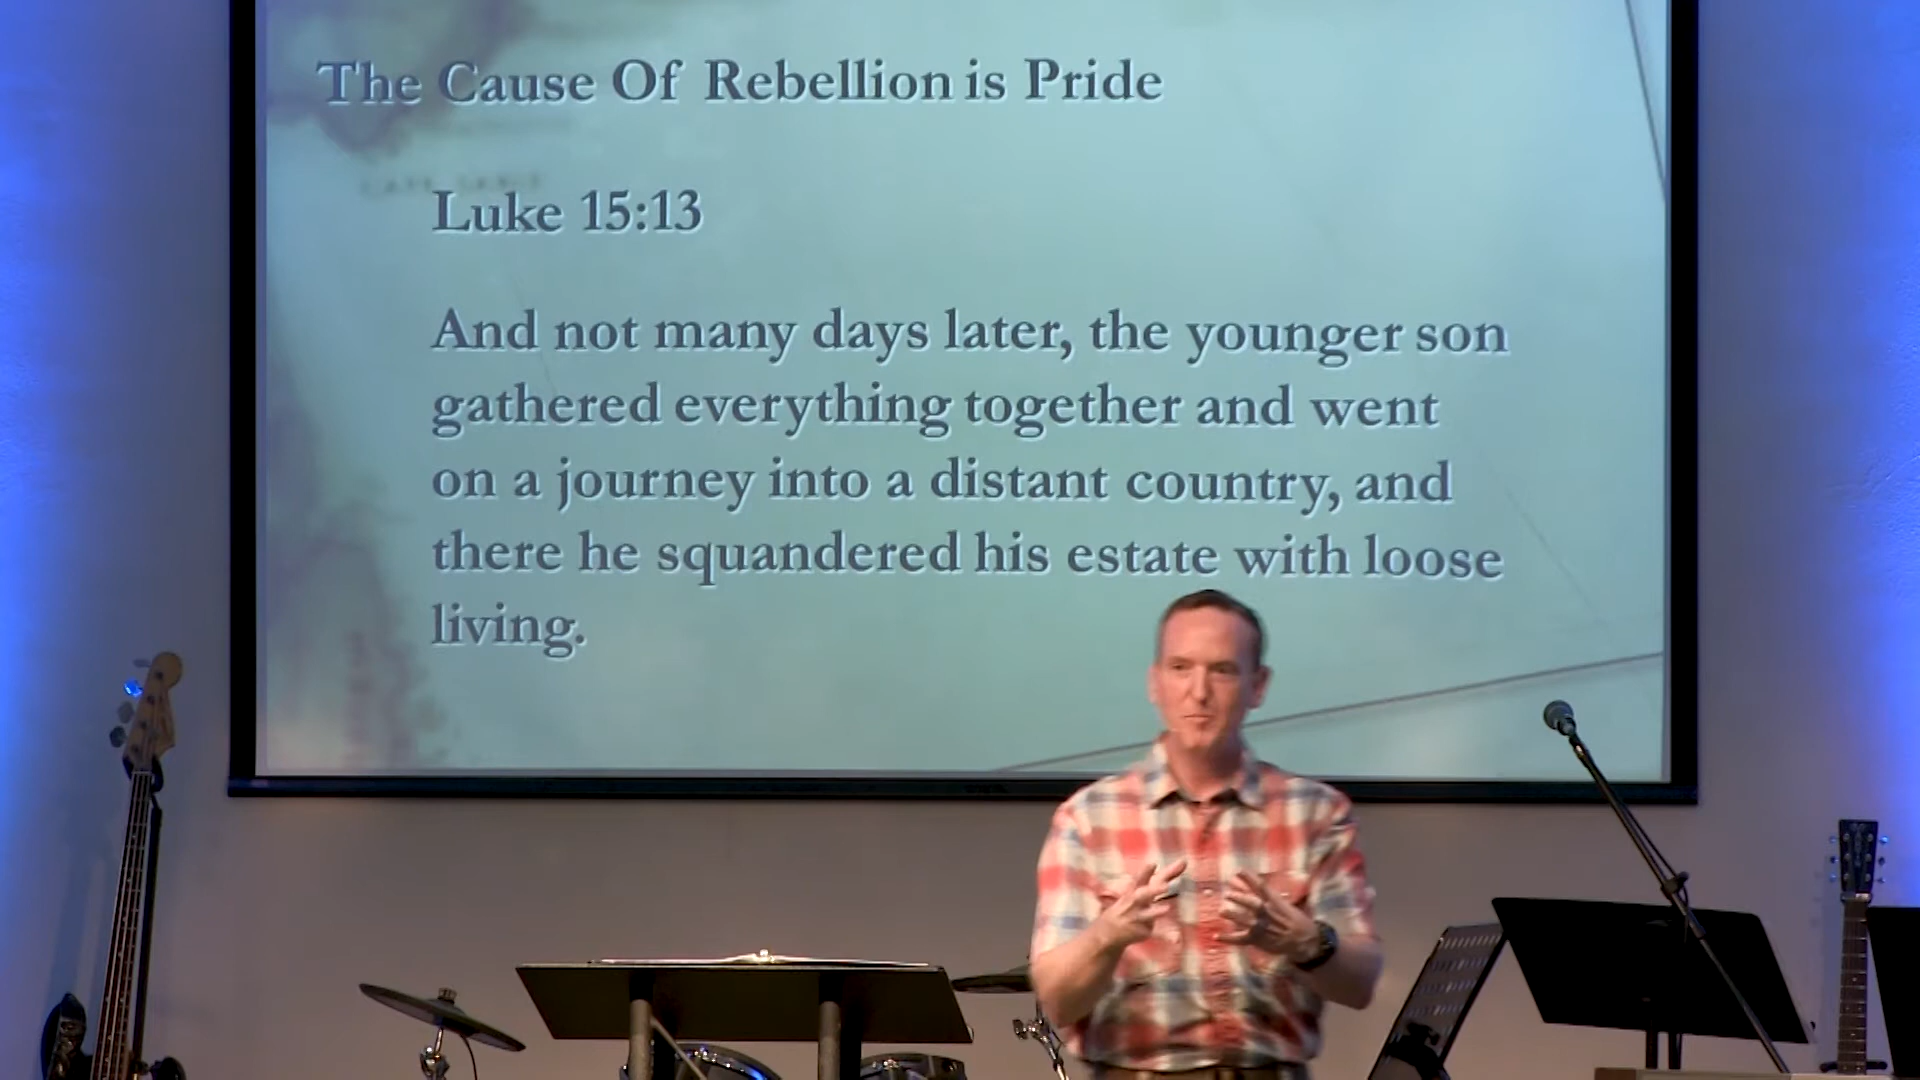 The Cause Of Rebellion is Pride
Luke 15:13
And not many days later, the younger son
gathered everything together and went
on a journey into a distant country, and
there he squandered his estate with loose
living.